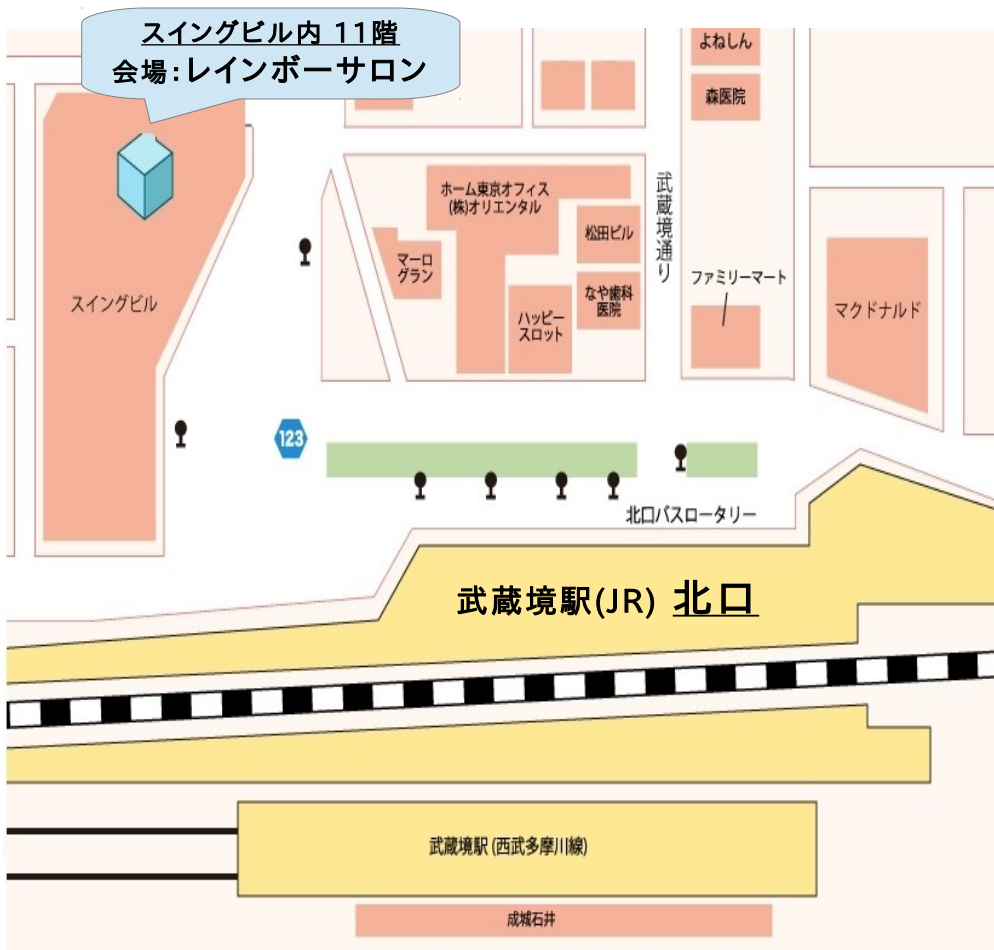 スイングビル内 11階
会場：レインボーサロン
よねしん
森医院
ホーム東京オフィス
(株)オリエンタル
武蔵境通り
松田ビル
マーロ
グラン
ファミリーマート
なや歯科
医院
スイングビル
ハッピー
スロット
マクドナルド
123
北口バスロータリー
武蔵境駅(JR) 北口
武蔵境駅 (西武多摩川線)
成城石井